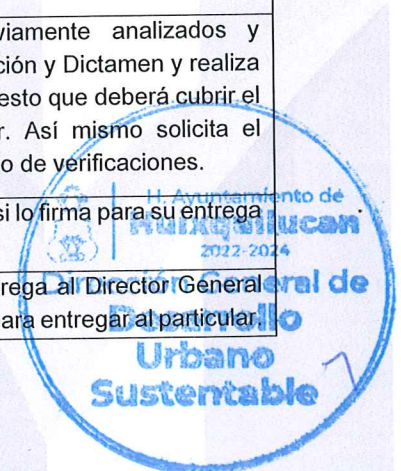 viamente analizados y
ción y Dictamen y realiza
esto que deberá cubrir el
r. Así mismo solicita el
o de verificaciones.
si lo firma para su entrega
rega al Director General
ara entregar al particular.
H. Ayuntamiento de
Huixquilucan
2022-2024
Dirección General de
Desarrollo
Urbano
Sustentable